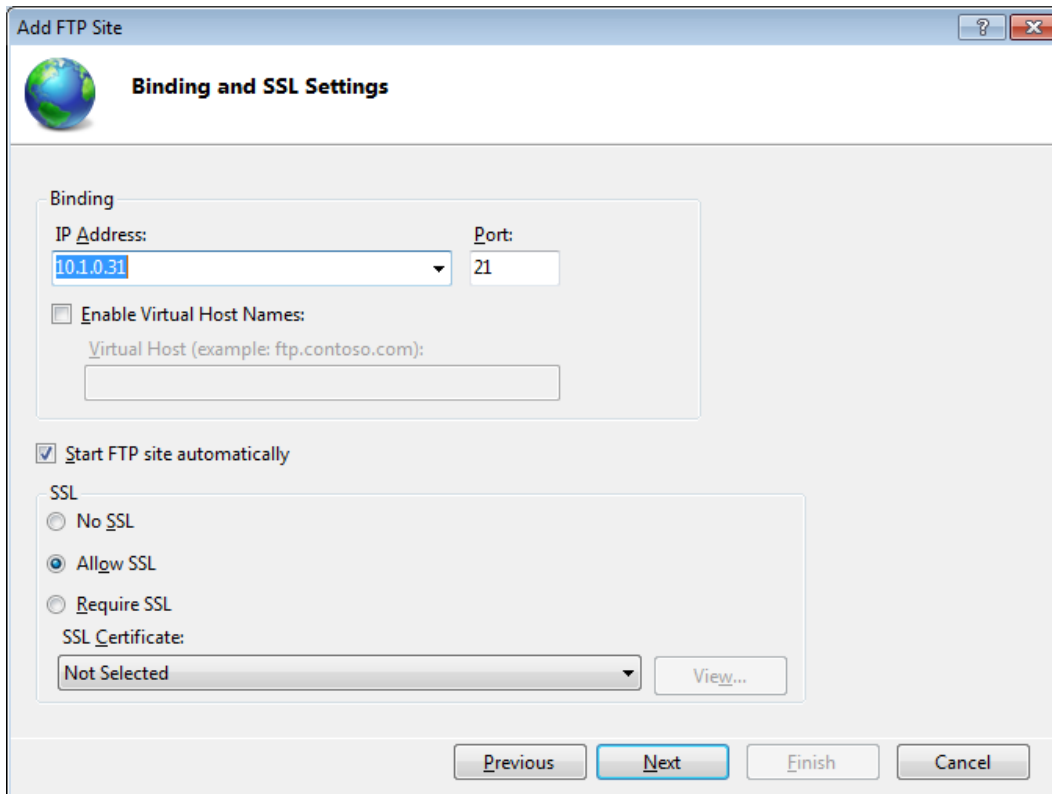 Add FTP Site
Binding and SSL Settings
Binding
IP Address: Port:
10.1.0.31 21
Enable Virtual Host Names:
Virtual Host (example: ftp.contoso.com):
Start FTP site automatically
SSL
No SSL
Allow SSL
Require SSL
SSL Certificate:
Not Selected View...
Previous Next Finish Cancel